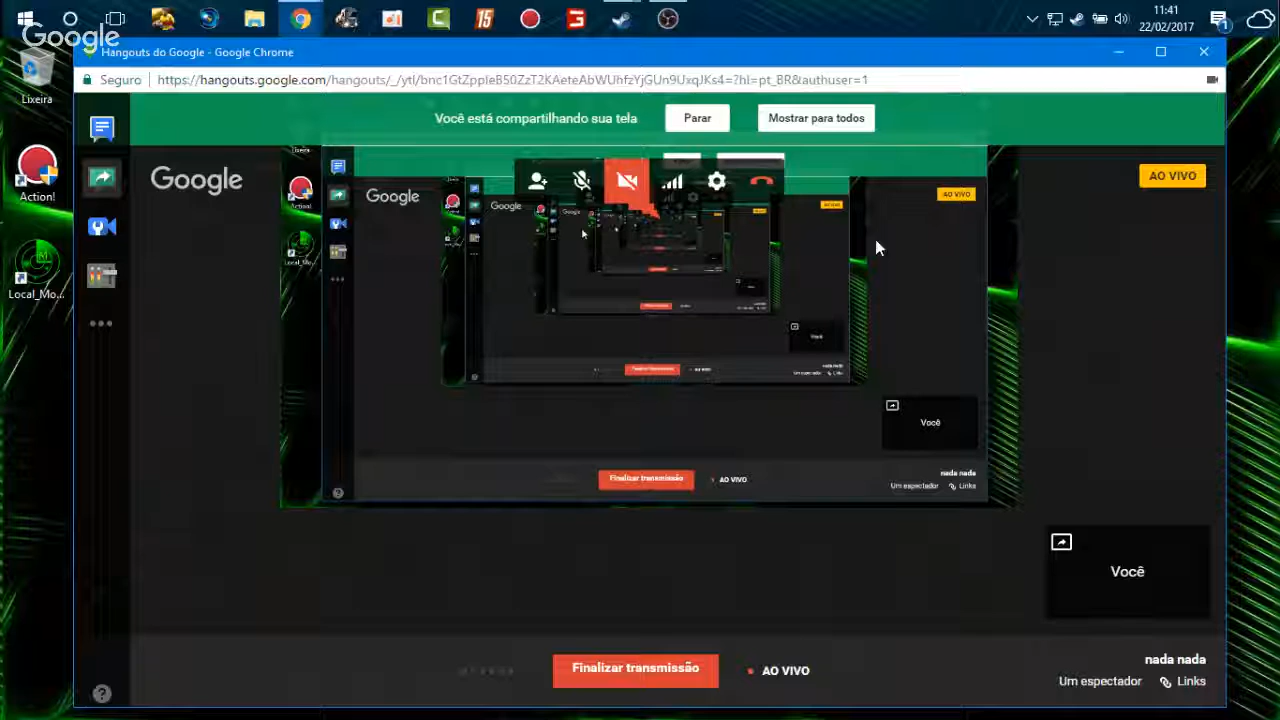 11:41
22/02/2017
Google
Hangouts do Google - Google Chrome
Seguro
https://hangouts.google.com/hangouts/_/ytl/bnc1GtZppIeB50ZzT2KAeteAbWUhfzYjGUn9UxqJKs4=?hl=pt_BR&authuser=1
Lixeira
Você está compartilhando sua tela
Parar
Mostrar para todos
Action!
Google
AO VIVO
Local_Mo...
Google
AO VIVO
Action!
Google
Você
Finalizar transmissão
AO VIVO
nada nada
Um espectador
Links
Você
Finalizar transmissão
AO VIVO
nada nada
Um espectador
Links